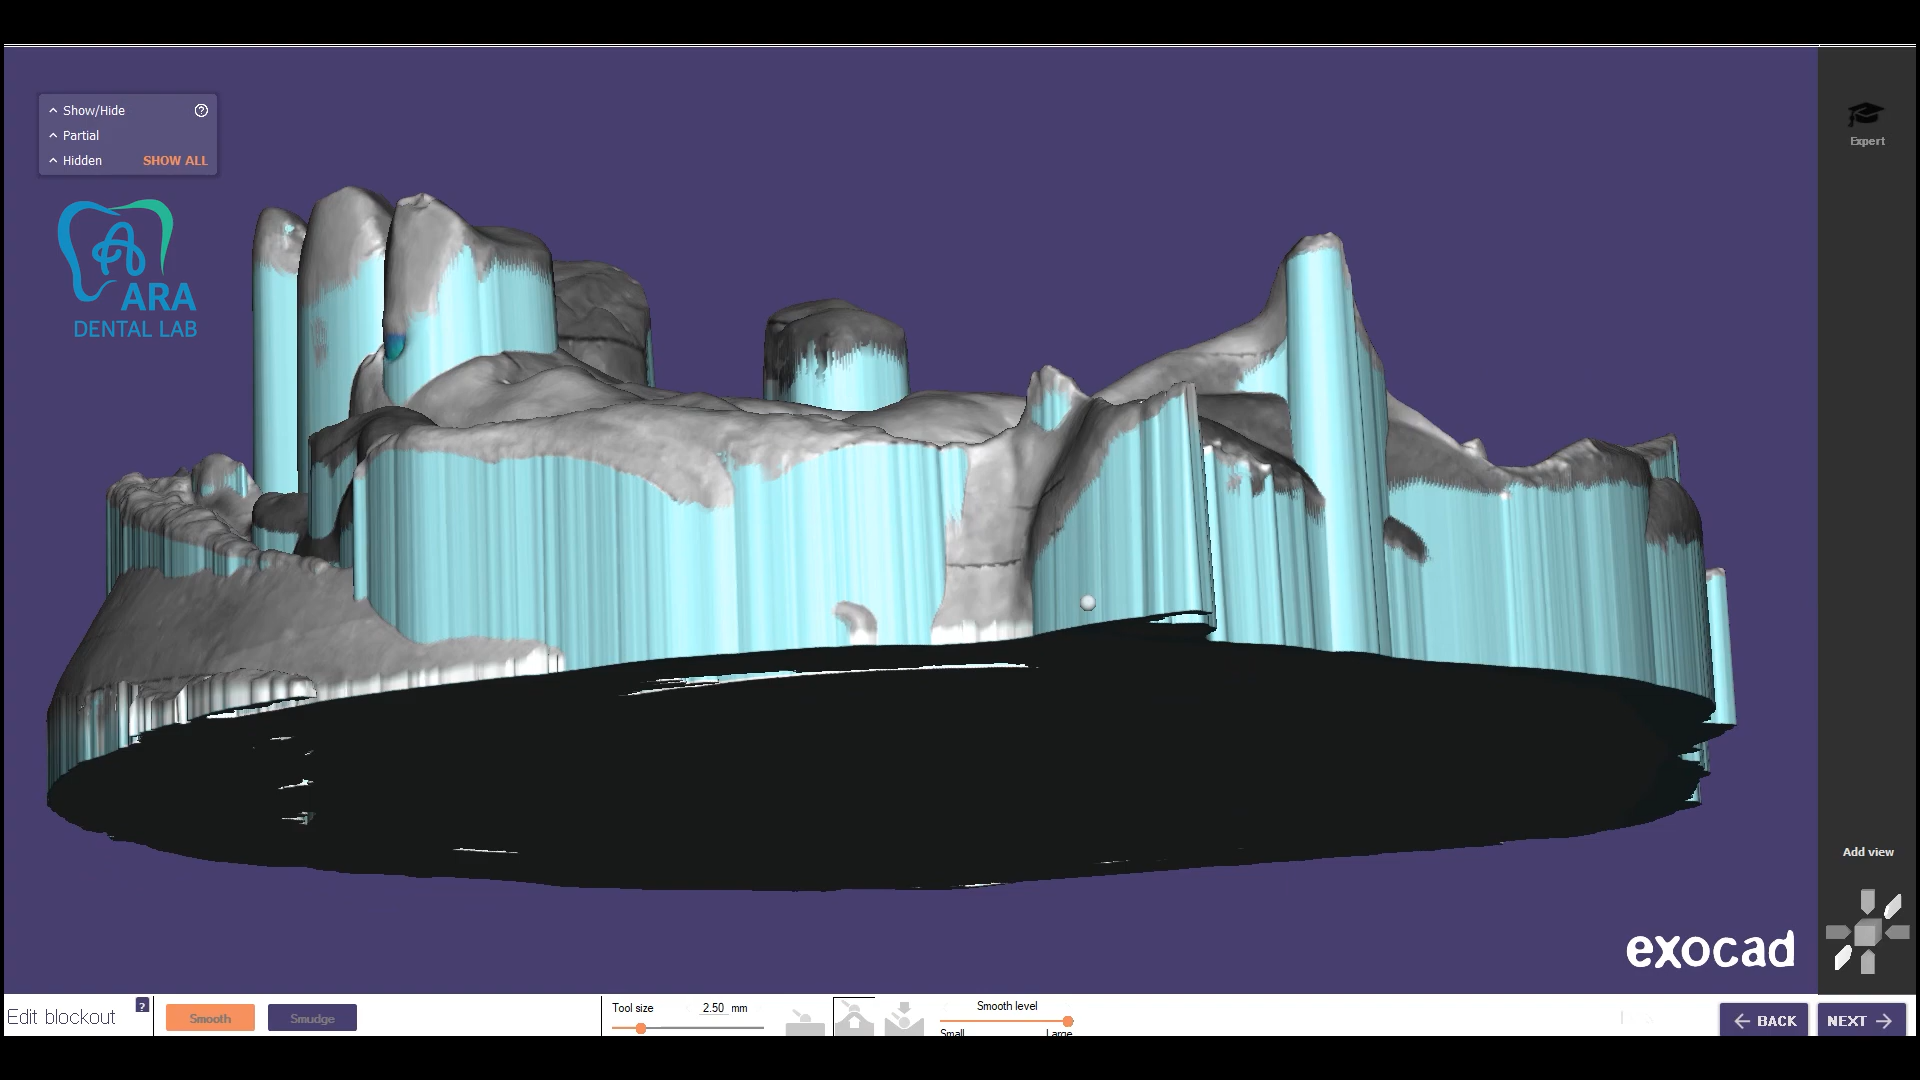 Show/Hide
?
Partial
Hidden SHOW ALL
ARA
DENTAL LAB
Expert
Add view
exocad
Edit blockout ?
Smooth
Smudge
Tool size 2.50 mm
Smooth level
Small Large
BACK
NEXT